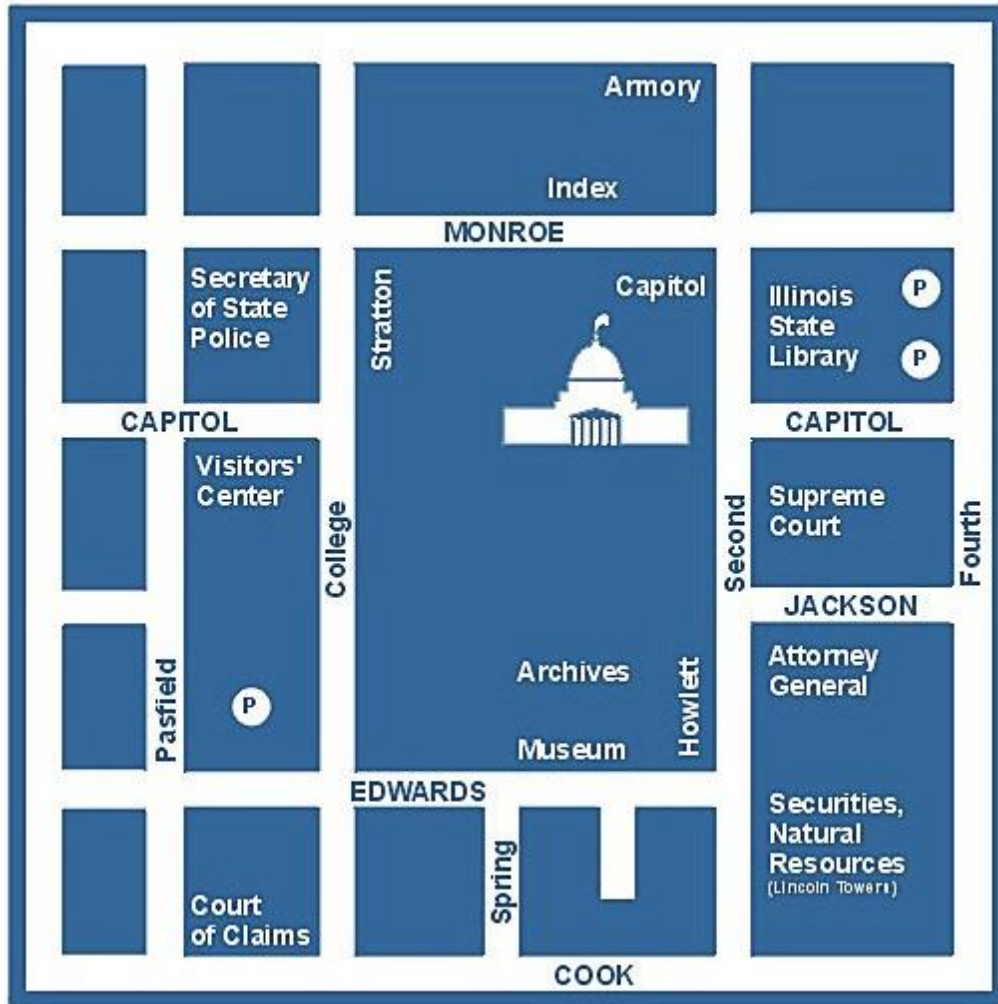 Armory
Index
MONROE
Secretary
of State
Police
Stratton
Capitol
Illinois
State
Library
P
P
CAPITOL
CAPITOL
Visitors'
Center
College
Second
Supreme
Court
Fourth
JACKSON
Pasfield
P
Archives
Museum
Howlett
Attorney
General
EDWARDS
Securities,
Natural
Resources
(Lincoln Towers)
Court
of Claims
Spring
COOK